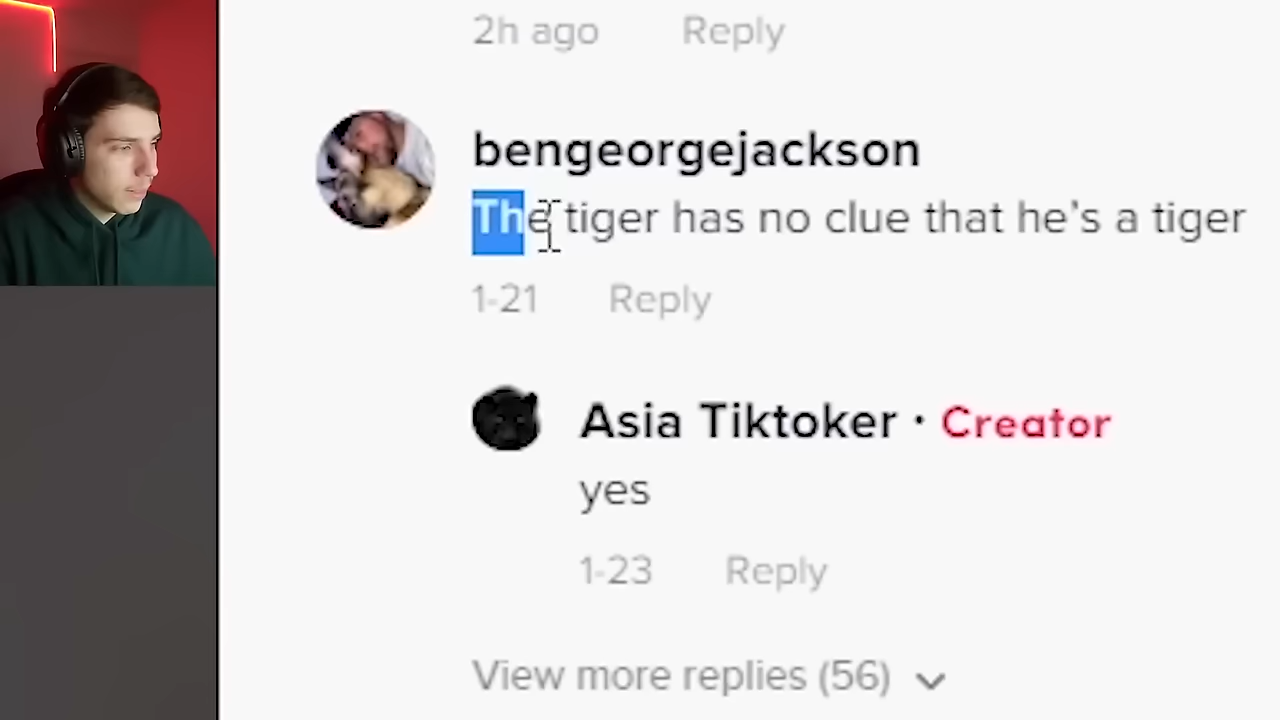 2h ago Reply
bengeorgejackson
The tiger has no clue that he's a tiger
1-21 Reply
Asia Tiktoker · Creator
yes
1-23 Reply
View more replies (56)